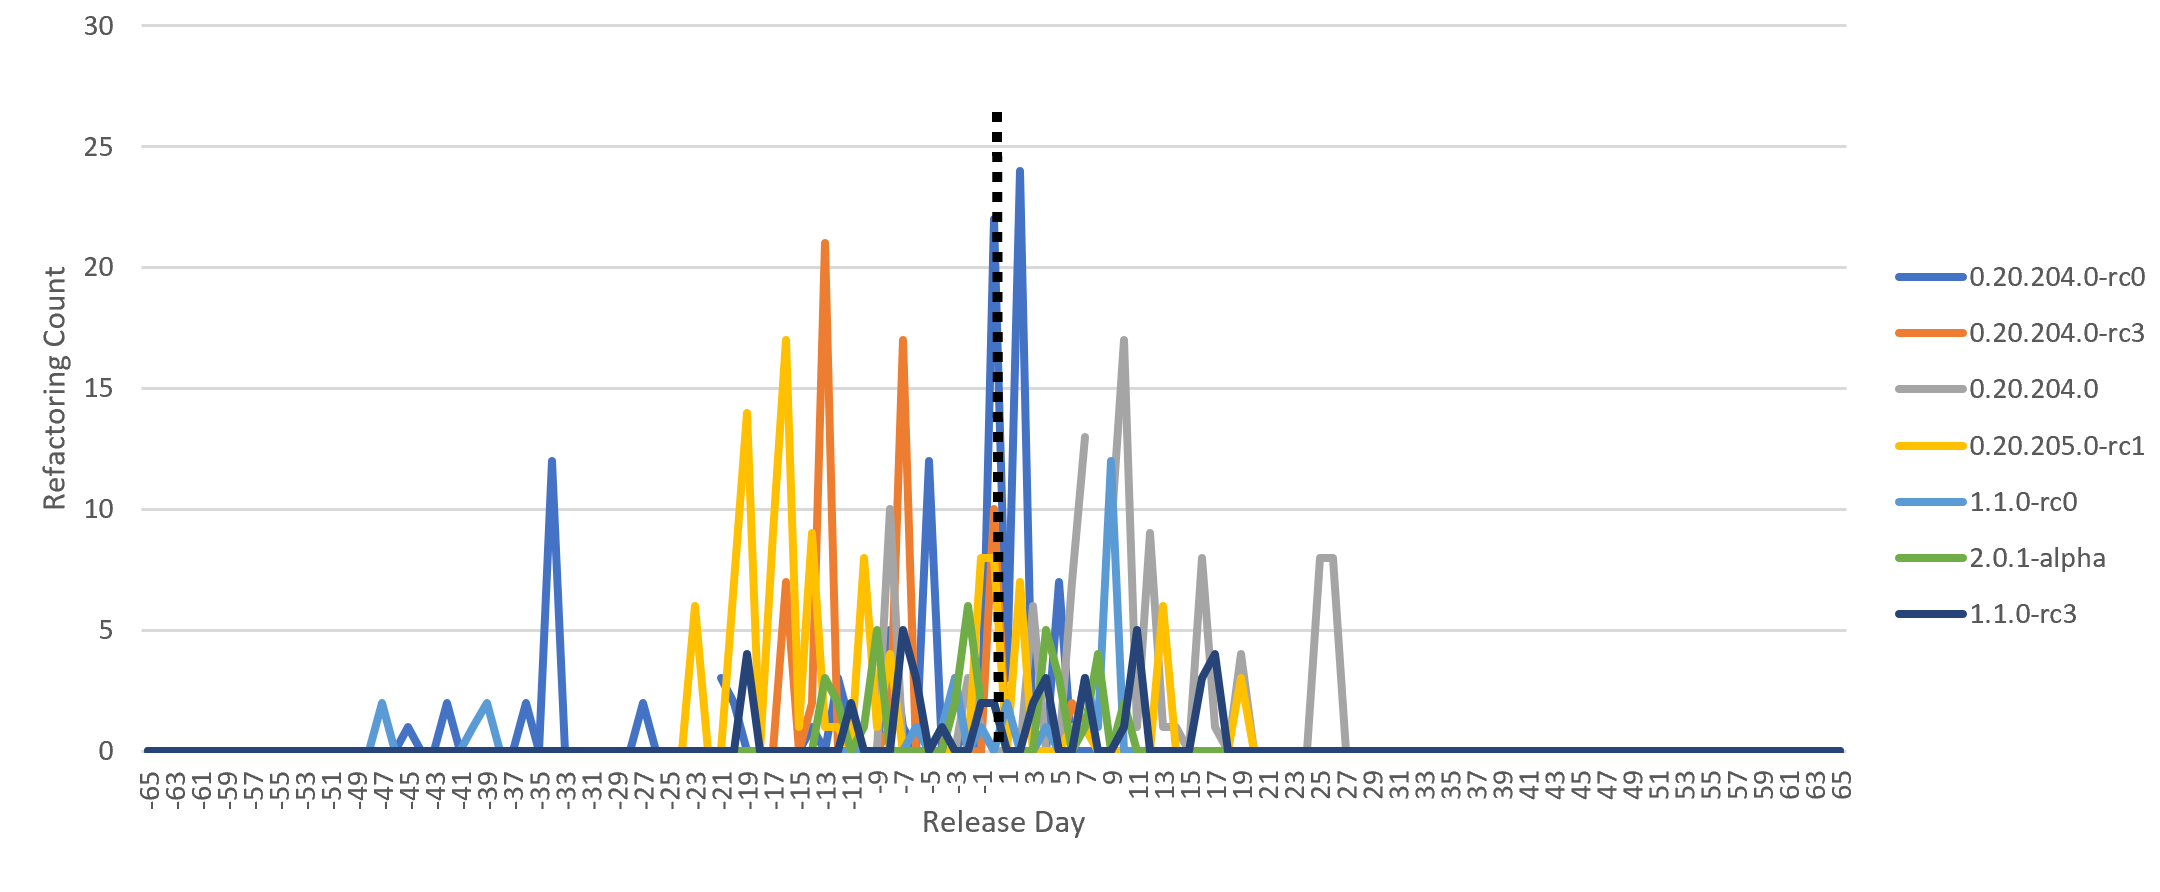 30
25
20
15
10
5
0
Refactoring Count
-65 -63 -61 -59 -57 -55 -53 -51 -49 -47 -45 -43 -41 -39 -37 -35 -33 -31 -29 -27 -25 -23 -21 -19 -17 -15 -13 -11 -9 -7 -5 -3 -1 1 3 5 7 9 11 13 15 17 19 21 23 25 27 29 31 33 35 37 39 41 43 45 47 49 51 53 55 57 59 61 63 65
Release Day
0.20.204.0-rc0
0.20.204.0-rc3
0.20.204.0
0.20.205.0-rc1
1.1.0-rc0
2.0.1-alpha
1.1.0-rc3